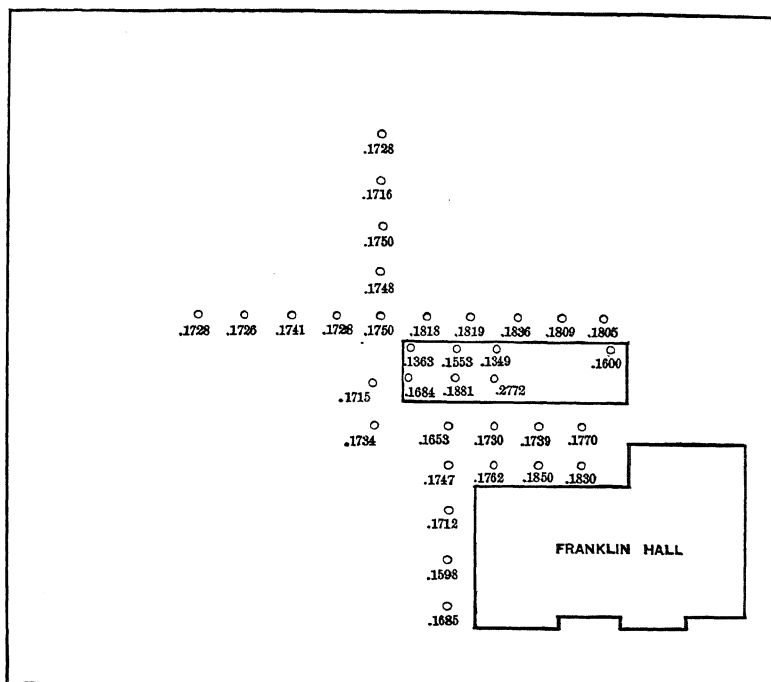 .1728
.1716
.1750
.1748
.1728 .1726 .1741 .1728 .1750 .1818 .1819 .1836 .1809 .1805
.1363 .1553 .1349 .1600
.1715 .1684 .1881 .2772
.1734 .1653 .1730 .1739 .1770
.1747 .1762 .1850 .1830
.1712
FRANKLIN HALL
.1598
.1685